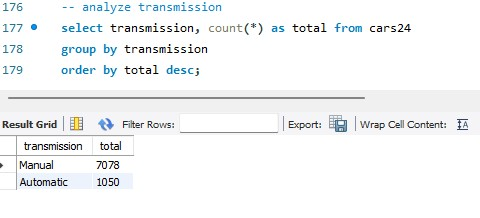 176 -- analyze transmission
177 select transmission, count(*) as total from cars24
178 group by transmission
179 order by total desc;
Result Grid Filter Rows: Export: Wrap Cell Content: IA
transmission total
Manual 7078
Automatic 1050